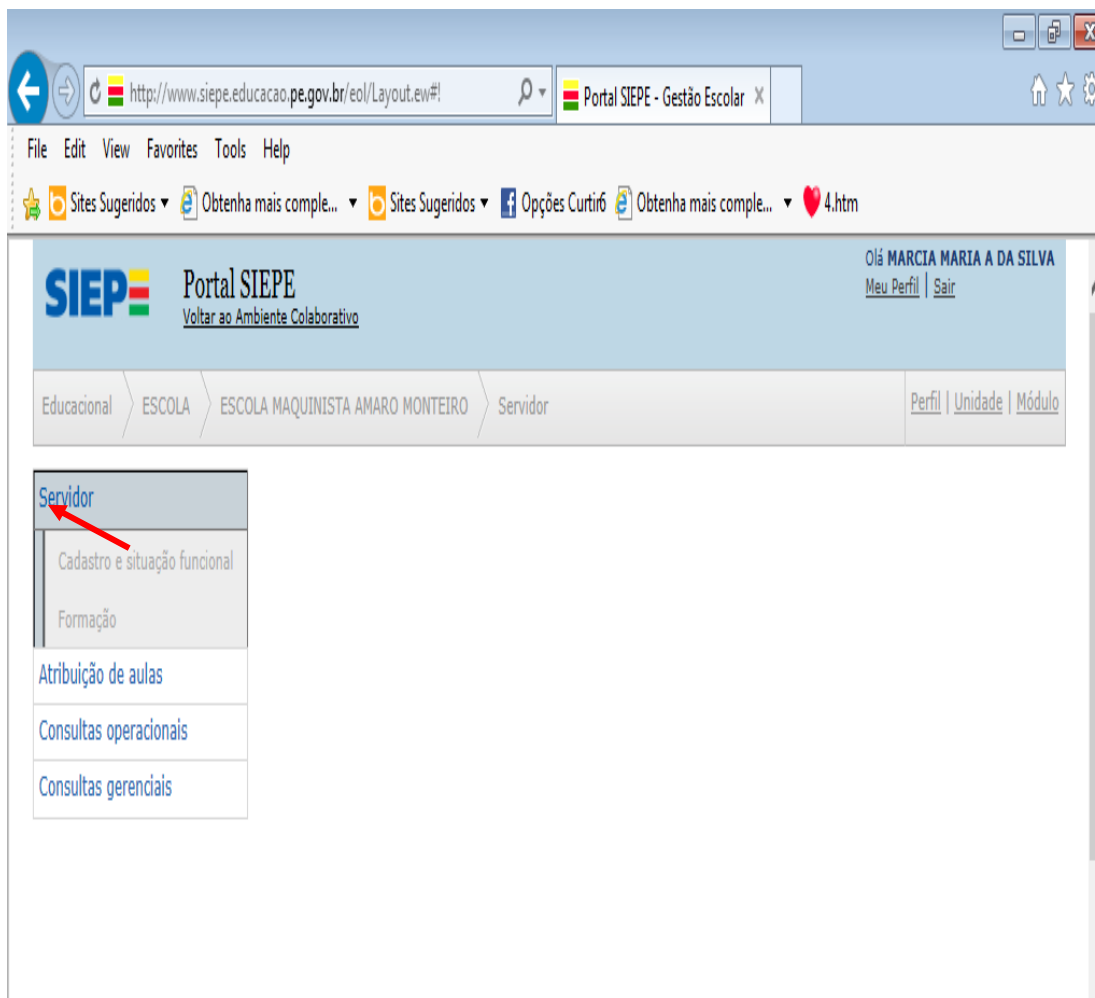 http://www.siepe.educacao.pe.gov.br/eol/Layout.ew#!
Portal SIEPE - Gestão Escolar
File Edit View Favorites Tools Help
Sites Sugeridos Obtenha mais comple... Sites Sugeridos Opções Curtir6 Obtenha mais comple... 4.htm
SIEPE
Portal SIEPE
Voltar ao Ambiente Colaborativo
Olá MARCIA MARIA A DA SILVA
Meu Perfil | Sair
Educacional ESCOLA ESCOLA MAQUINISTA AMARO MONTEIRO Servidor
Perfil | Unidade | Módulo
Servidor
Cadastro e situação funcional
Formação
Atribuição de aulas
Consultas operacionais
Consultas gerenciais